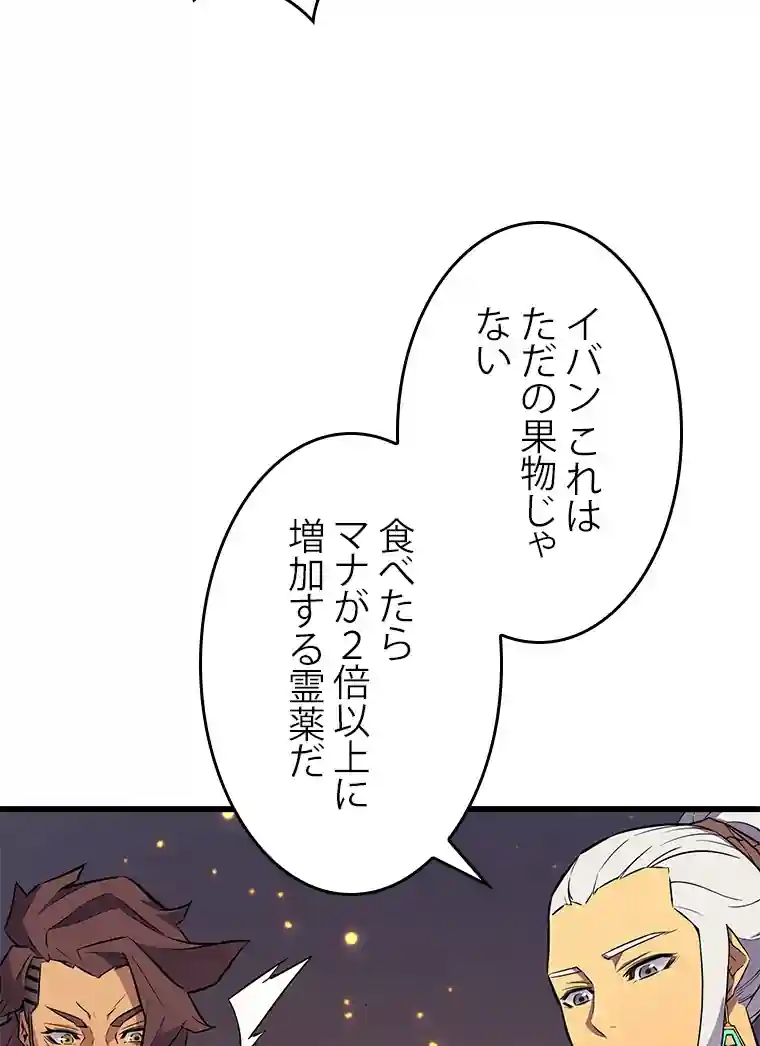 イバン これは
ただの果物じゃ
ない
食べたら
マナが2倍以上に
増加する霊薬だ